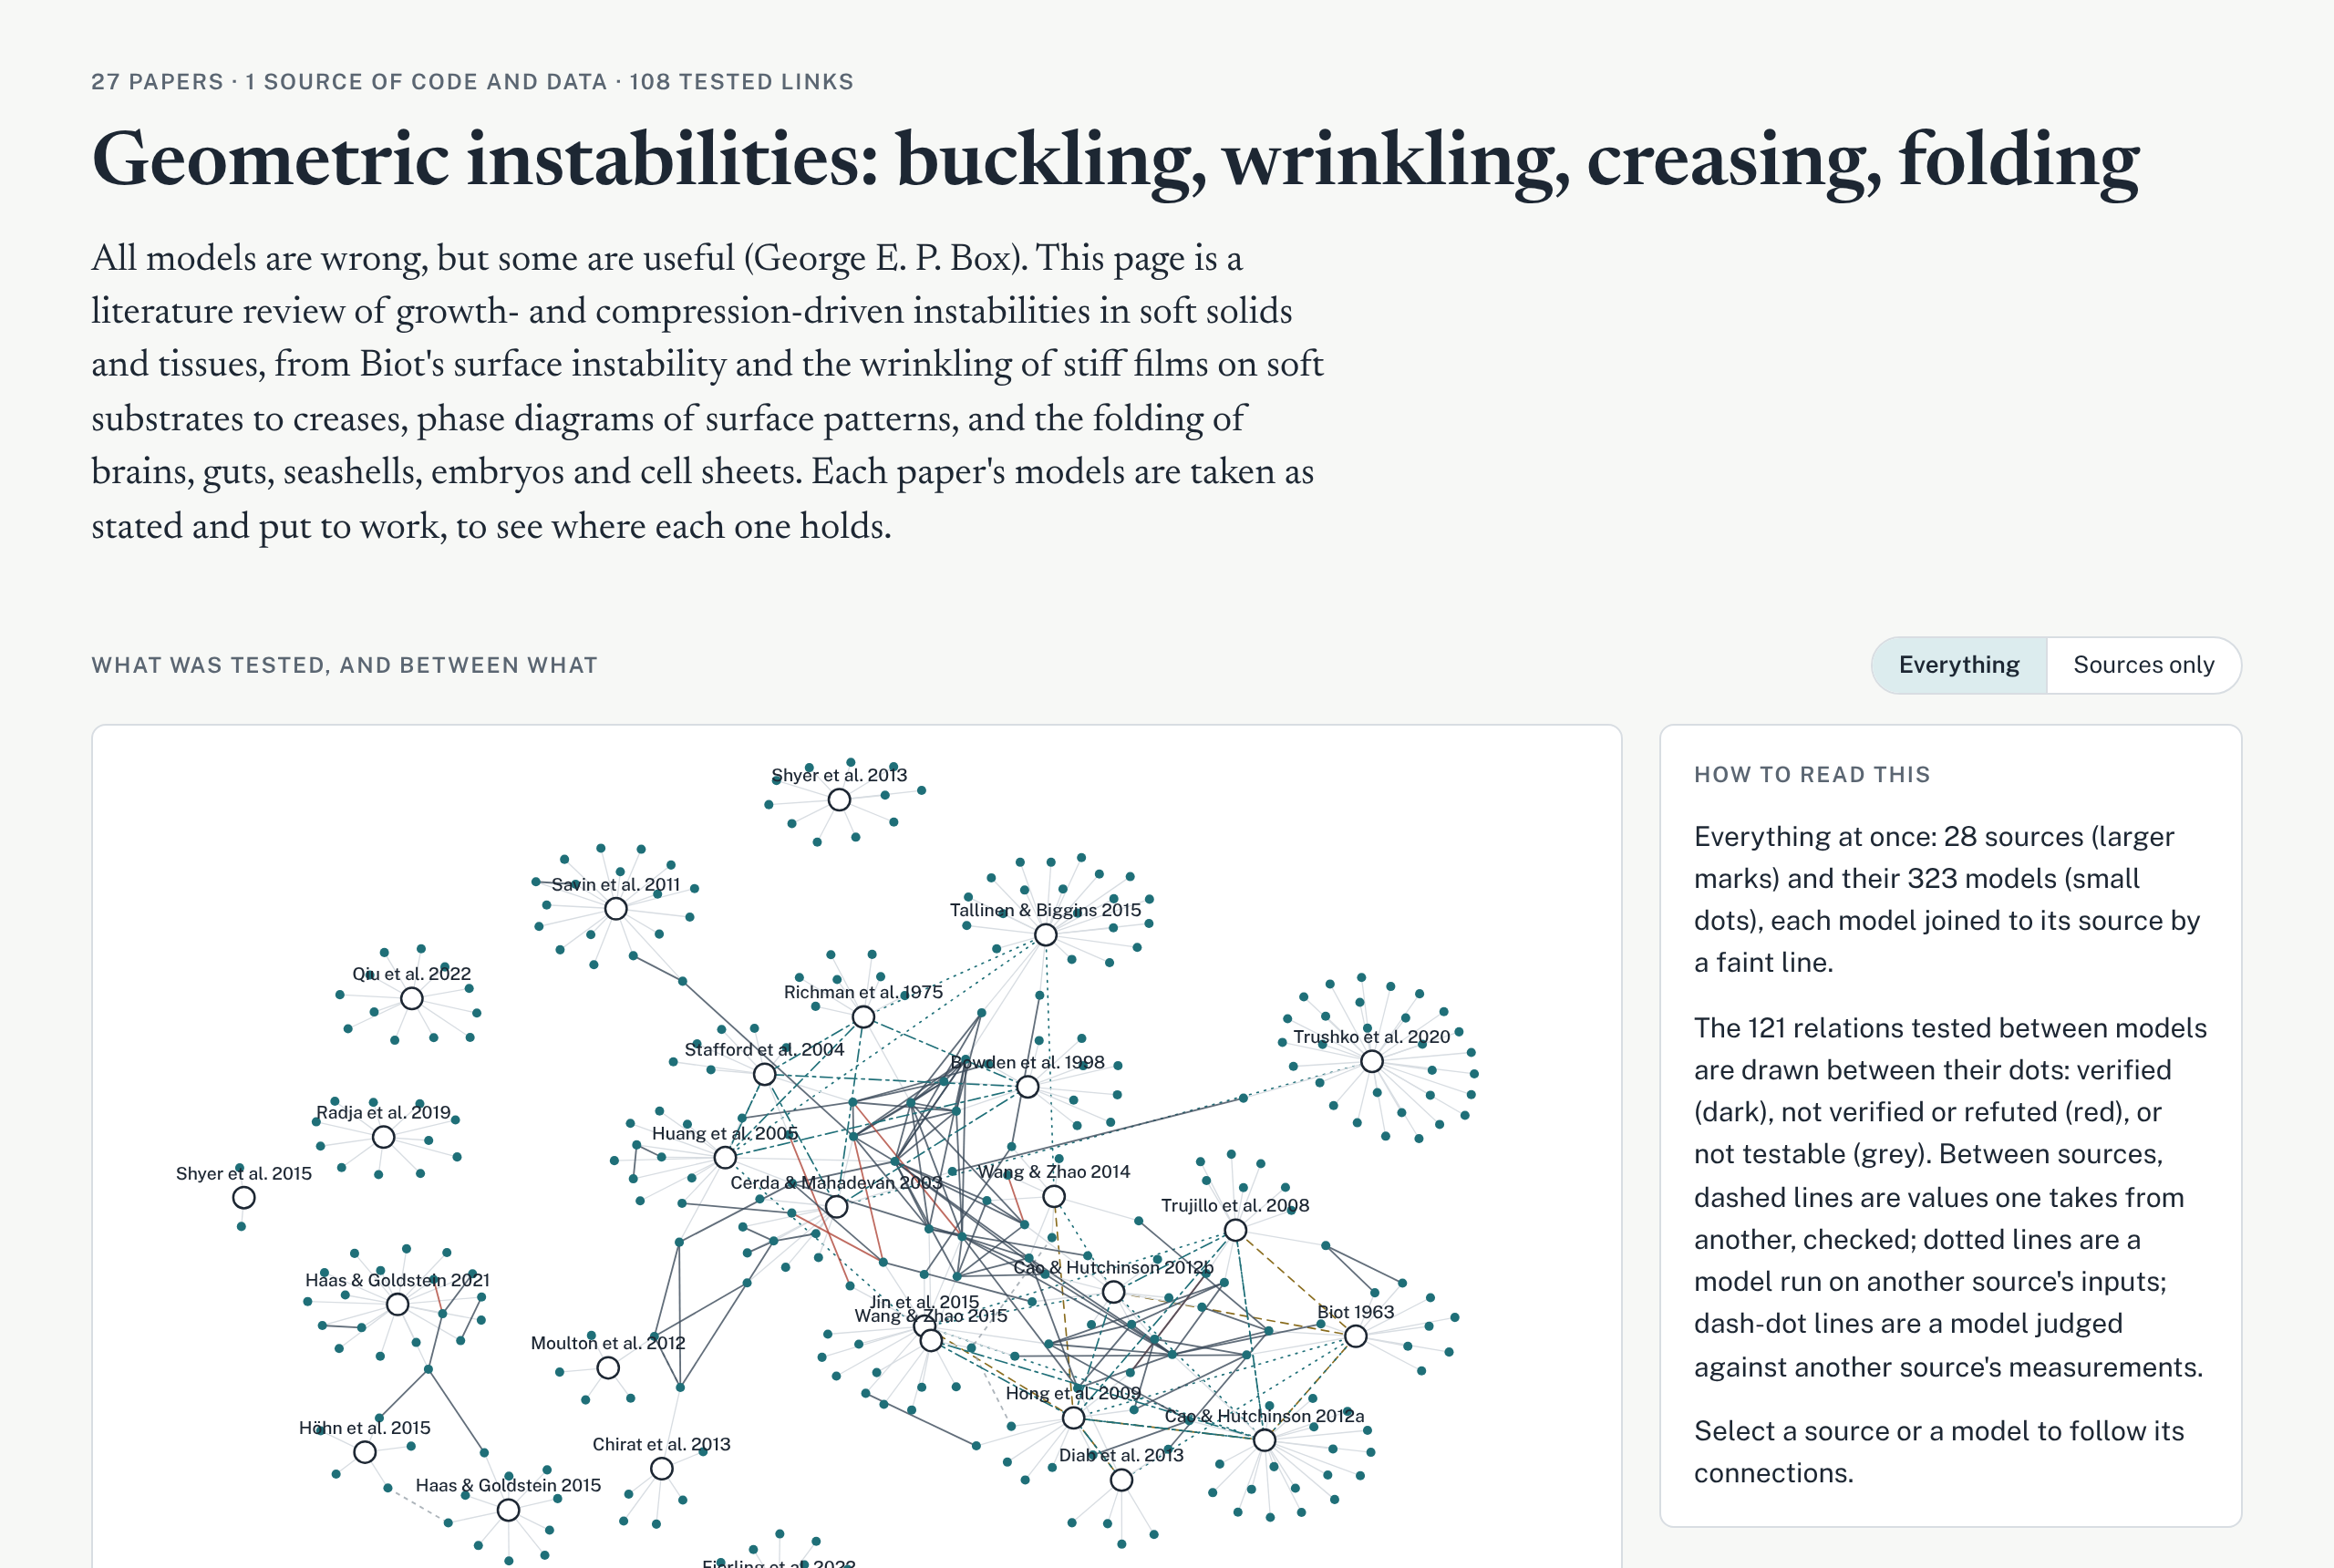 27 PAPERS · 1 SOURCE OF CODE AND DATA · 108 TESTED LINKS
Geometric instabilities: buckling, wrinkling, creasing, folding
All models are wrong, but some are useful (George E. P. Box). This page is a
literature review of growth- and compression-driven instabilities in soft solids
and tissues, from Biot's surface instability and the wrinkling of stiff films on soft
substrates to creases, phase diagrams of surface patterns, and the folding of
brains, guts, seashells, embryos and cell sheets. Each paper's models are taken as
stated and put to work, to see where each one holds.
WHAT WAS TESTED, AND BETWEEN WHAT
Everything
Sources only
Shyer et al. 2013
Savin et al. 2011
Tallinen & Biggins 2015
Qiu et al. 2022
Richman et al. 1975
Trushko et al. 2020
Stafford et al. 2004
Bowden et al. 1998
Radja et al. 2019
Huang et al. 2005
Shyer et al. 2015
Wang & Zhao 2014
Cerda & Mahadevan 2003
Trujillo et al. 2008
Cao & Hutchinson 2012b
Haas & Goldstein 2021
Jin et al. 2015
Wang & Zhao 2015
Biot 1963
Moulton et al. 2012
Hong et al. 2009
Cao & Hutchinson 2012a
Höhn et al. 2015
Chirat et al. 2013
Diab et al. 2013
Haas & Goldstein 2015
HOW TO READ THIS
Everything at once: 28 sources (larger
marks) and their 323 models (small
dots), each model joined to its source by
a faint line.
The 121 relations tested between models
are drawn between their dots: verified
(dark), not verified or refuted (red), or
not testable (grey). Between sources,
dashed lines are values one takes from
another, checked; dotted lines are a
model run on another source's inputs;
dash-dot lines are a model judged
against another source's measurements.
Select a source or a model to follow its
connections.